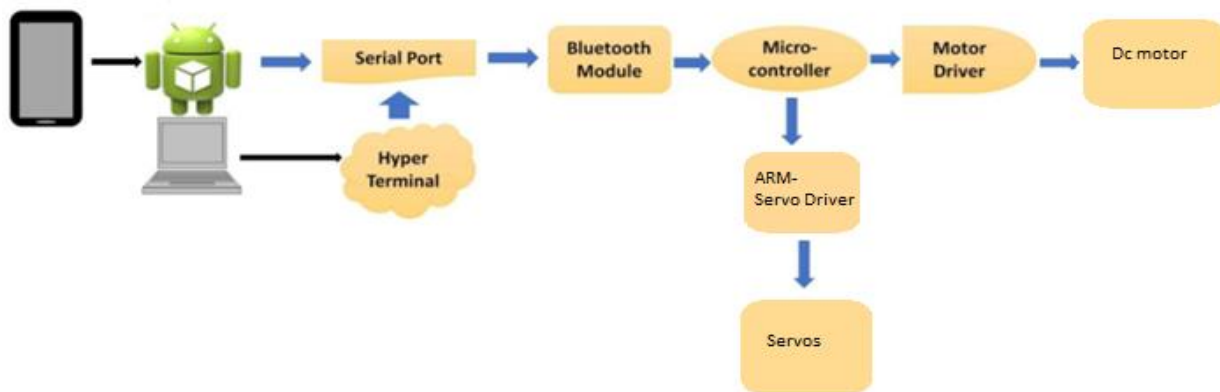 Serial Port
Bluetooth
Module
Micro-
controller
Motor
Driver
Dc motor
Hyper
Terminal
ARM-
Servo Driver
Servos